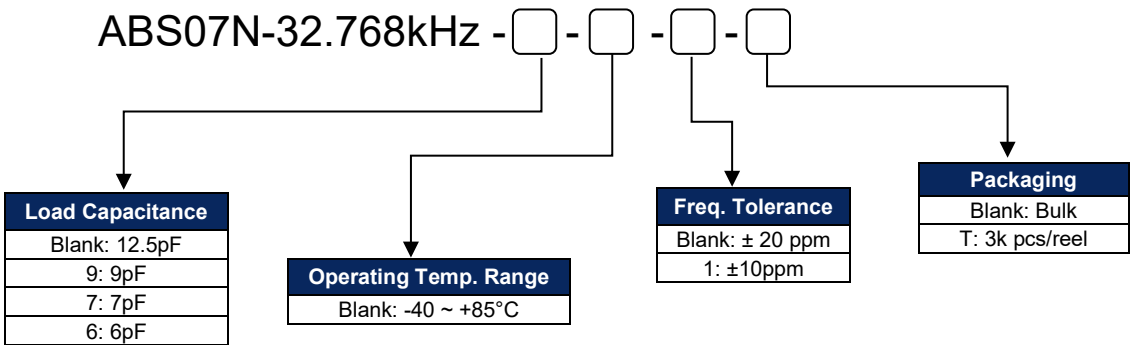 ABS07N-32.768kHz - - - -
Load Capacitance
Blank: 12.5pF
9: 9pF
7: 7pF
6: 6pF
Operating Temp. Range
Blank: -40 ~ +85°C
Freq. Tolerance
Blank: ± 20 ppm
1: ±10ppm
Packaging
Blank: Bulk
T: 3k pcs/reel